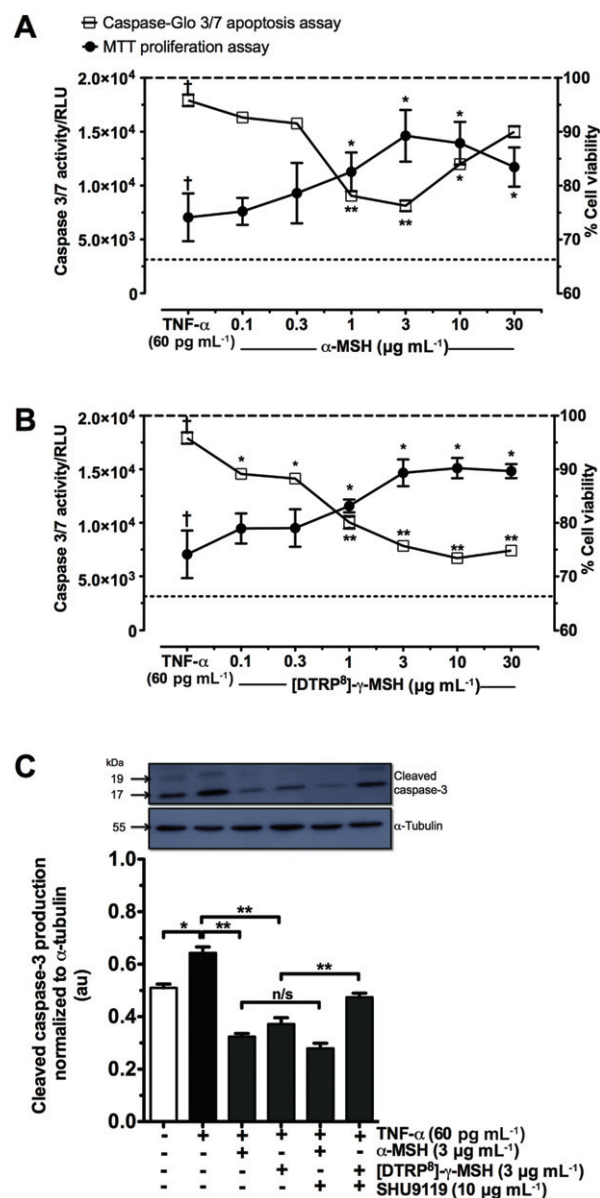 A
Caspase-Glo 3/7 apoptosis assay
MTT proliferation assay
Caspase 3/7 activity/RLU
2.0×10⁴
1.5×10⁴
1.0×10⁴
5.0×10³
0
† † * * * * ** ** *
100
90
80
70
60
% Cell viability
TNF-α 0.1 0.3 1 3 10 30
(60 pg mL⁻¹) α-MSH (µg mL⁻¹)
B
Caspase 3/7 activity/RLU
2.0×10⁴
1.5×10⁴
1.0×10⁴
5.0×10³
0
† † * * * * * * ** ** ** **
100
90
80
70
60
% Cell viability
TNF-α 0.1 0.3 1 3 10 30
(60 pg mL⁻¹) [DTRP⁸]-γ-MSH (µg mL⁻¹)
C
kDa
19
17
Cleaved
caspase-3
55
α-Tubulin
Cleaved caspase-3 production
normalized to α-tubulin
(au)
1.0
0.8
0.6
0.4
0.2
0.0
* ** ** n/s **
- + + + + + TNF-α (60 pg mL⁻¹)
- - + - + - α-MSH (3 µg mL⁻¹)
- - - + - + [DTRP⁸]-γ-MSH (3 µg mL⁻¹)
- - - - + + SHU9119 (10 µg mL⁻¹)